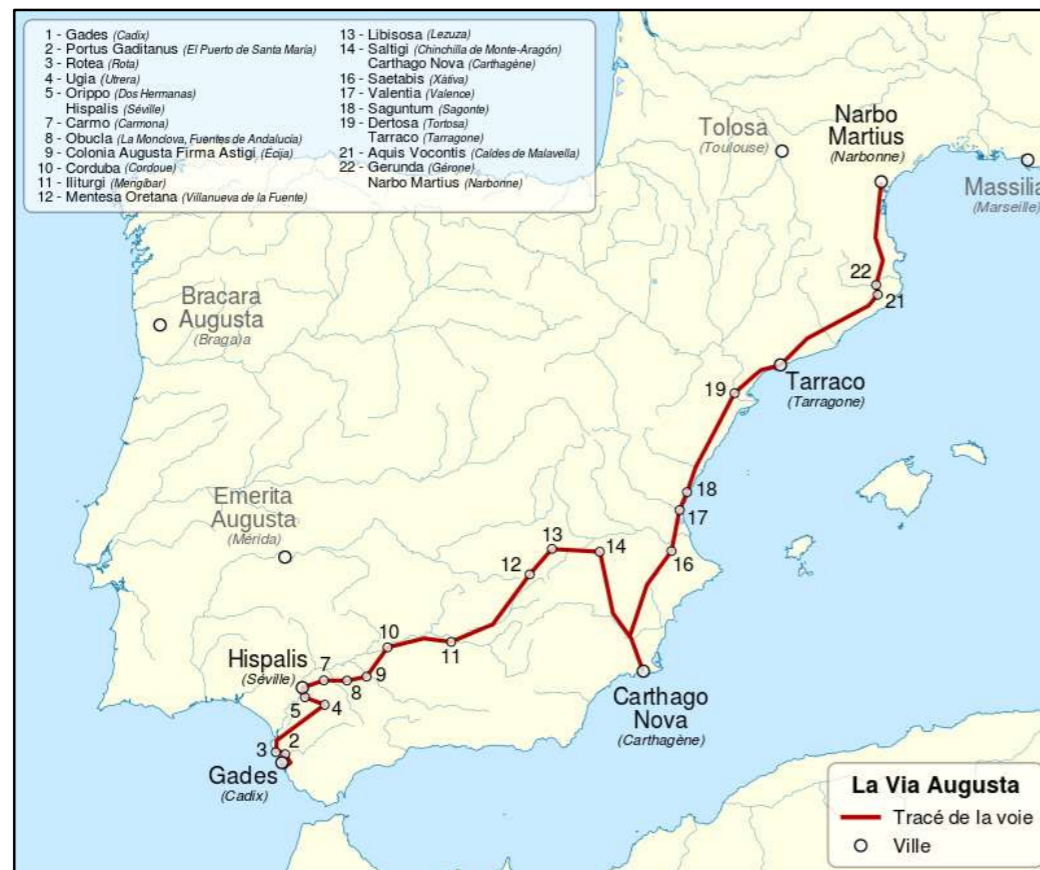 1 - Gades (Cadix)
2 - Portus Gaditanus (El Puerto de Santa María)
3 - Rotea (Rota)
4 - Ugia (Utrera)
5 - Orippo (Dos Hermanas)
Hispalis (Séville)
7 - Carmo (Carmona)
8 - Obucla (La Monclova, Fuentes de Andalucía)
9 - Colonia Augusta Firma Astigi (Écija)
10 - Corduba (Cordoue)
11 - Iliturgi (Mengíbar)
12 - Mentesa Oretana (Villanueva de la Fuente)
13 - Libisosa (Lezuza)
14 - Saltigi (Chinchilla de Monte-Aragón)
Carthago Nova (Carthagène)
16 - Saetabis (Xàtiva)
17 - Valentia (Valence)
18 - Saguntum (Sagonte)
19 - Dertosa (Tortosa)
Tarraco (Tarragone)
21 - Aquis Vocontis (Caldes de Malavella)
22 - Gerunda (Gérone)
Narbo Martius (Narbonne)
Narbo
Martius
(Narbonne)
Tolosa
(Toulouse)
Massilia
(Marseille)
22
21
Bracara
Augusta
(Braga)a
19
Tarraco
(Tarragone)
18
17
16
Emerita
Augusta
(Mérida)
13
14
12
10
11
Hispalis
(Séville)
7
8
9
5
4
Carthago
Nova
(Carthagène)
3
2
Gades
(Cadix)
La Via Augusta
Tracé de la voie
Ville